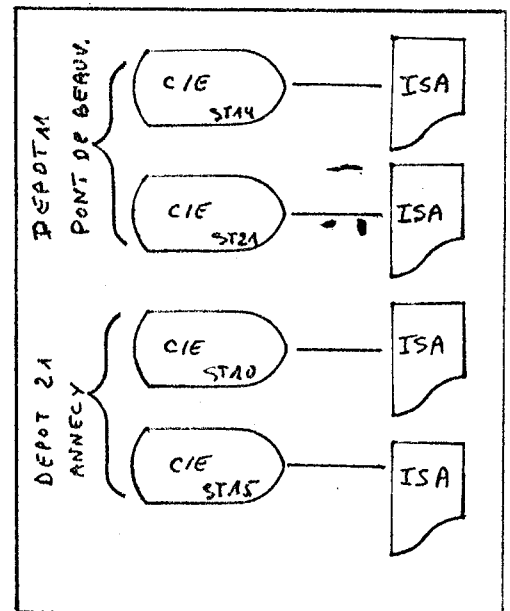 DEPOT 11
PONT DE BEAUV.
C/E
ST14
ISA
C/E
ST21
ISA
DEPOT 21
ANNECY
C/E
ST10
ISA
C/E
ST15
ISA